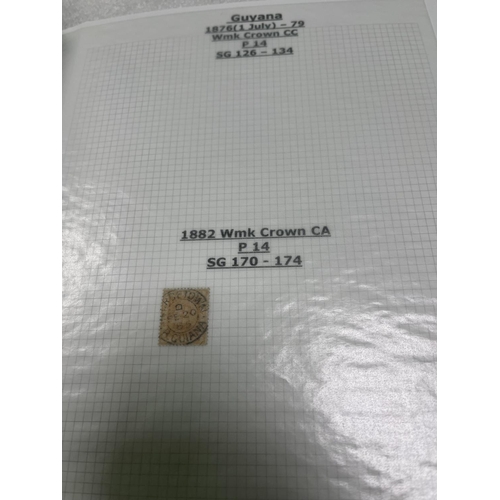 Guyana
1876(1 July) – 79
Wmk Crown CC
P 14
SG 126 – 134
1882 Wmk Crown CA
P 14
SG 170 - 174